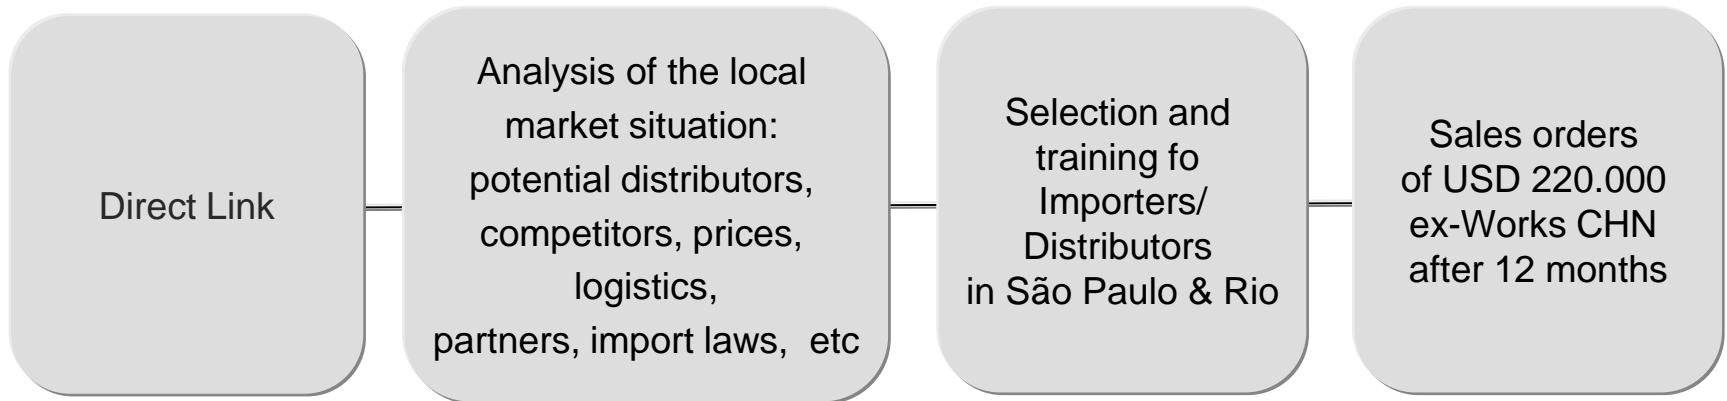 Direct Link
Analysis of the local
market situation:
potential distributors,
competitors, prices,
logistics,
partners, import laws, etc
Selection and
training fo
Importers/
Distributors
in São Paulo & Rio
Sales orders
of USD 220.000
ex-Works CHN
after 12 months